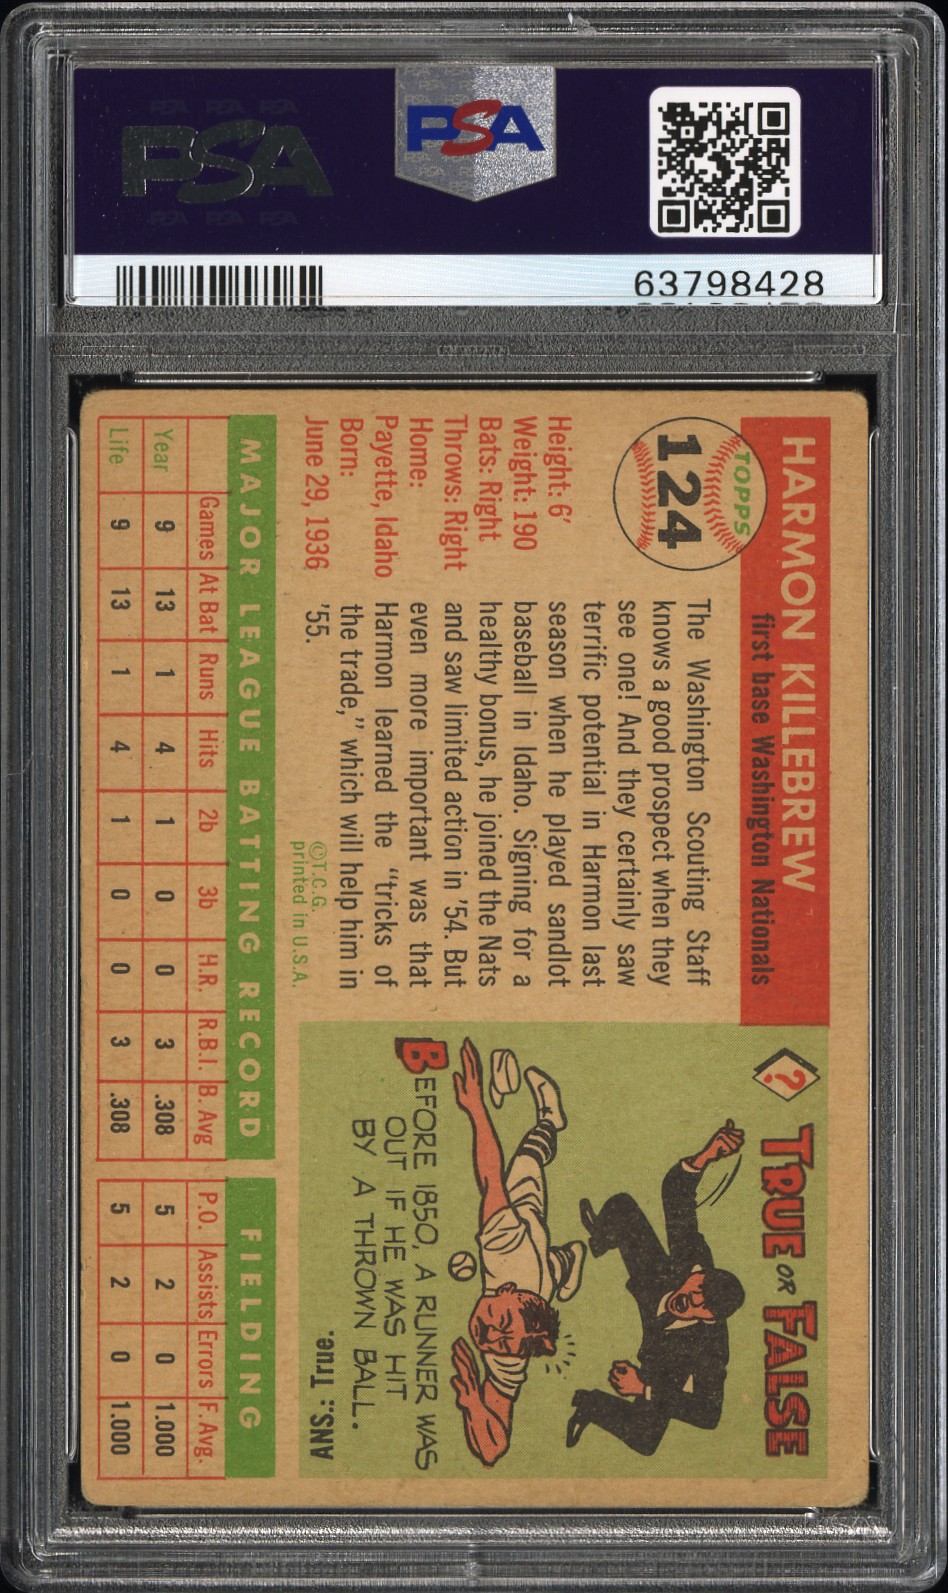 PSA
PSA
63798428
HARMON KILLEBREW
first base Washington Nationals
TOPPS
124
Height: 6'
Weight: 190
Bats: Right
Throws: Right
Home:
Payette, Idaho
Born:
June 29, 1936
The Washington Scouting Staff
knows a good prospect when they
see one! And they certainly saw
terrific potential in Harmon last
season when he played sandlot
baseball in Idaho. Signing for a
healthy bonus, he joined the Nats
and saw limited action in '54. But
even more important was that
Harmon learned the "tricks of
the trade," which will help him in
'55.
©T.C.G.
printed in U.S.A.
?
TRUE OR FALSE
BEFORE 1850, A RUNNER WAS
OUT IF HE WAS HIT
BY A THROWN BALL.
ANS.: True.
MAJOR LEAGUE BATTING RECORD FIELDING
Games At Bat Runs Hits 2b 3b H.R. R.B.I. B. Avg P.O. Assists Errors F. Avg.
Year 9 13 1 4 1 0 0 3 .308 5 2 0 1.000
Life 9 13 1 4 1 0 0 3 .308 5 2 0 1.000